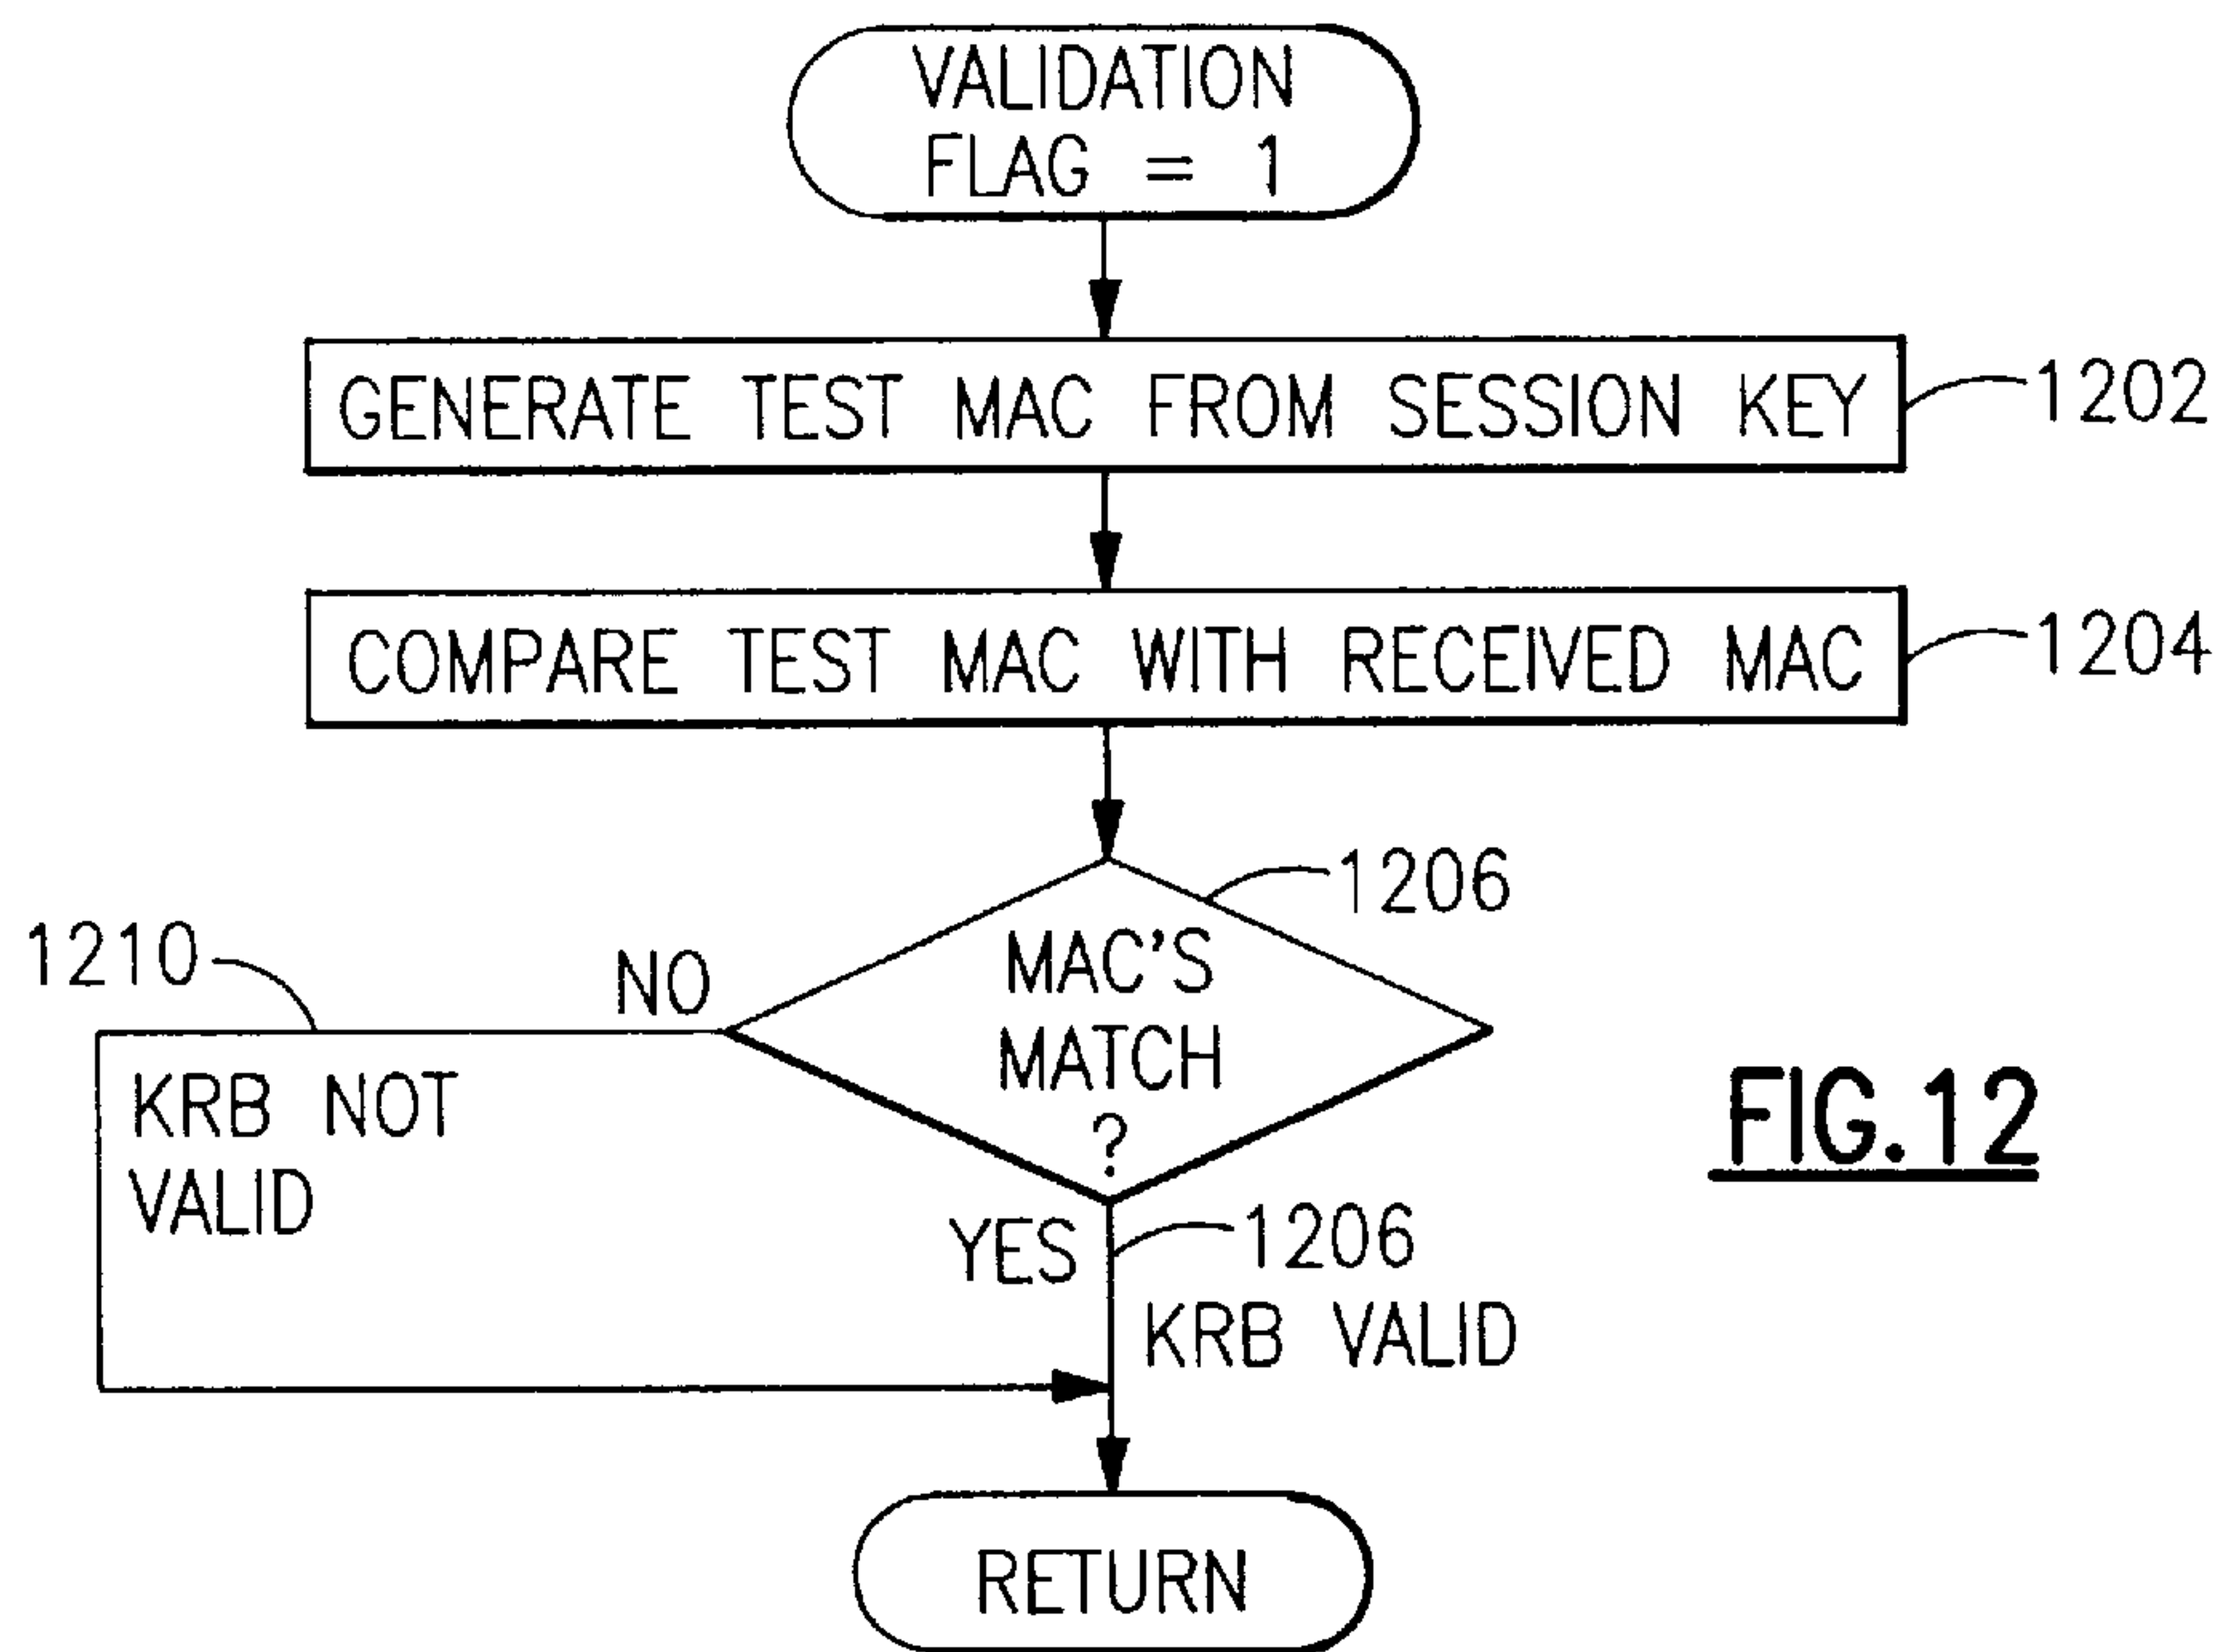 VALIDATION
FLAG = 1
GENERATE TEST MAC FROM SESSION KEY
1202
COMPARE TEST MAC WITH RECEIVED MAC
1204
1206
1210
NO
MAC'S
MATCH
?
KRB NOT
VALID
FIG.12
YES
1206
KRB VALID
RETURN